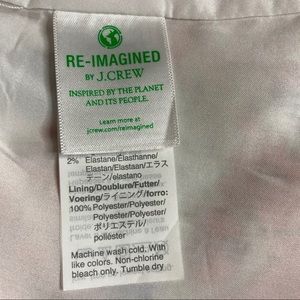 RE-IMAGINED
BY J.CREW
INSPIRED BY THE PLANET
AND ITS PEOPLE.
Learn more at
jcrew.com/reimagined
2% Elastane/Élasthanne/
Elastan/Elastaan/エラス
テーン/elastano
Lining/Doublure/Futter/
Voering/ライニング/forro:
100% Polyester/Polyester/
Polyester/Polyester/
ポリエステル/
poliéster
Machine wash cold. With
like colors. Non-chlorine
bleach only. Tumble dry